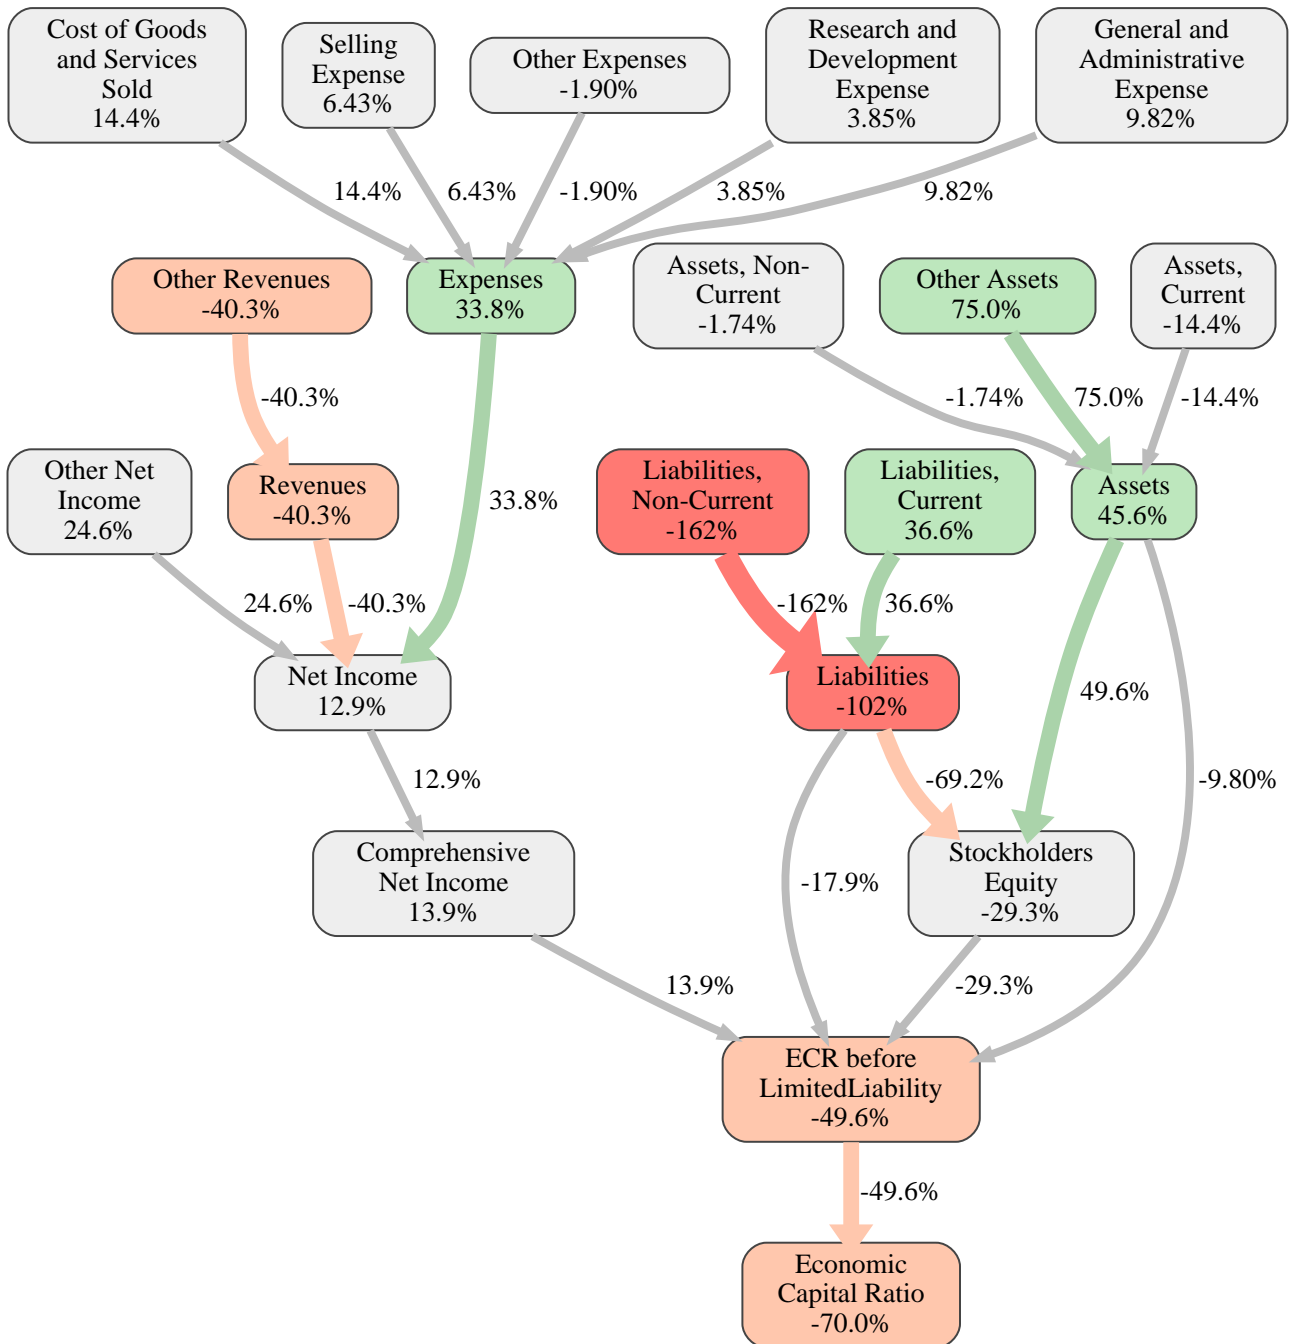 Cost of Goods
and Services
Sold
14.4%
Selling
Expense
6.43%
Other Expenses
-1.90%
Research and
Development
Expense
3.85%
General and
Administrative
Expense
9.82%
14.4%
6.43%
-1.90%
3.85%
9.82%
Other Revenues
-40.3%
Expenses
33.8%
Assets, Non-
Current
-1.74%
Other Assets
75.0%
Assets,
Current
-14.4%
-40.3%
-1.74%
75.0%
-14.4%
Other Net
Income
24.6%
Revenues
-40.3%
33.8%
Liabilities,
Non-Current
-162%
Liabilities,
Current
36.6%
Assets
45.6%
24.6%
-40.3%
-162%
36.6%
Net Income
12.9%
Liabilities
-102%
49.6%
12.9%
-69.2%
-9.80%
Comprehensive
Net Income
13.9%
-17.9%
Stockholders
Equity
-29.3%
13.9%
-29.3%
ECR before
LimitedLiability
-49.6%
-49.6%
Economic
Capital Ratio
-70.0%